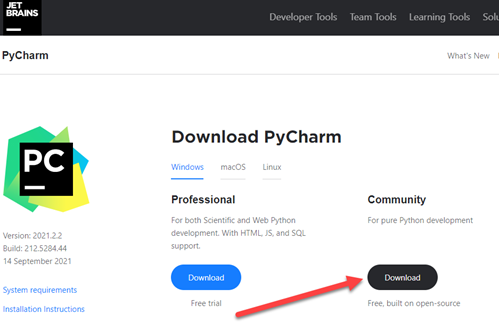 JET
BRAINS
Developer Tools Team Tools Learning Tools
PyCharm
What's New
Download PyCharm
Windows macOS Linux
PC
Professional
For both Scientific and Web Python
development. With HTML, JS, and SQL
support.
Download
Free trial
Community
For pure Python development
Download
Free, built on open-source
Version: 2021.2.2
Build: 212.5284.44
14 September 2021
System requirements
Installation Instructions